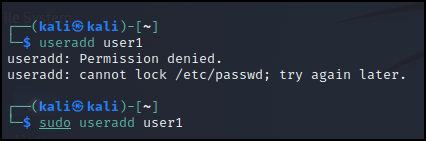 ┌──(kali㉿kali)-[~]
└─$ useradd user1
useradd: Permission denied.
useradd: cannot lock /etc/passwd; try again later.
┌──(kali㉿kali)-[~]
└─$ sudo useradd user1